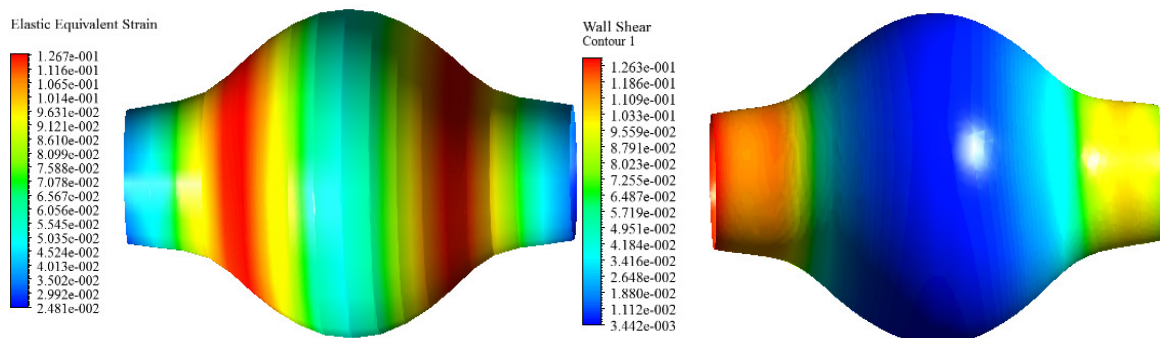 Elastic Equivalent Strain
1.267e-001
1.116e-001
1.065e-001
1.014e-001
9.631e-002
9.121e-002
8.610e-002
8.099e-002
7.588e-002
7.078e-002
6.567e-002
6.056e-002
5.545e-002
5.035e-002
4.524e-002
4.013e-002
3.502e-002
2.992e-002
2.481e-002
Wall Shear
Contour 1
1.263e-001
1.186e-001
1.109e-001
1.033e-001
9.559e-002
8.791e-002
8.023e-002
7.255e-002
6.487e-002
5.719e-002
4.951e-002
4.184e-002
3.416e-002
2.648e-002
1.880e-002
1.112e-002
3.442e-003